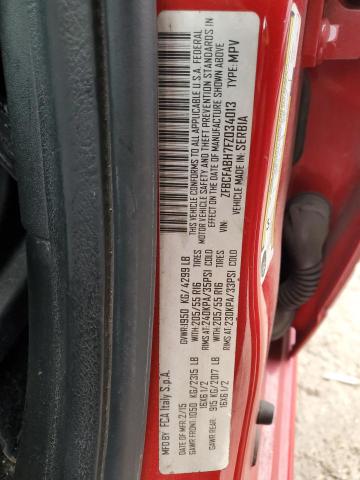 MFD BY FCA Italy S.p.A.
DATE OF MFR 2/15 GVWR:1950 KG/4299 LB
GAWR FRONT:1050 KG/2315 LB WITH 205/55 R16 TIRES
16X6 1/2 RIMS AT 240KPA/35PSI COLD
GAWR REAR: 915 KG/2017 LB WITH 205/55 R16 TIRES
16X6 1/2 RIMS AT 230KPA/33PSI COLD
THIS VEHICLE CONFORMS TO ALL APPLICABLE U.S.A. FEDERAL
MOTOR VEHICLE SAFETY, BUMPER
AND THEFT PREVENTION STANDARDS IN
EFFECT ON THE DATE OF MANUFACTURE SHOWN ABOVE
VIN: ZFBCFABH7FZ034013 TYPE: MPV
VEHICLE MADE IN: SERBIA